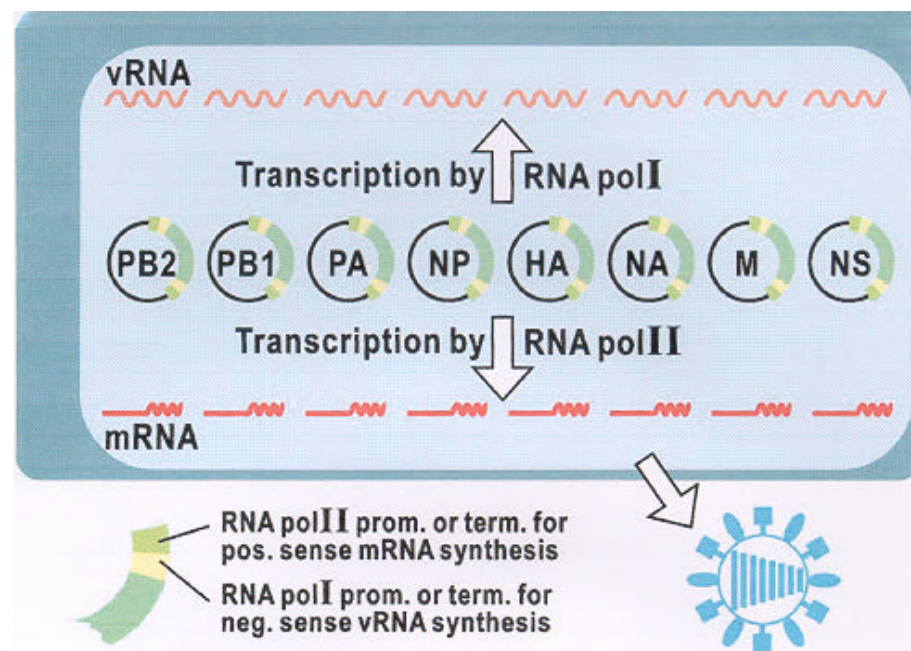 vRNA
Transcription by RNA polI
PB2 PB1 PA NP HA NA M NS
Transcription by RNA polII
mRNA
RNA polII prom. or term. for
pos. sense mRNA synthesis
RNA polI prom. or term. for
neg. sense vRNA synthesis